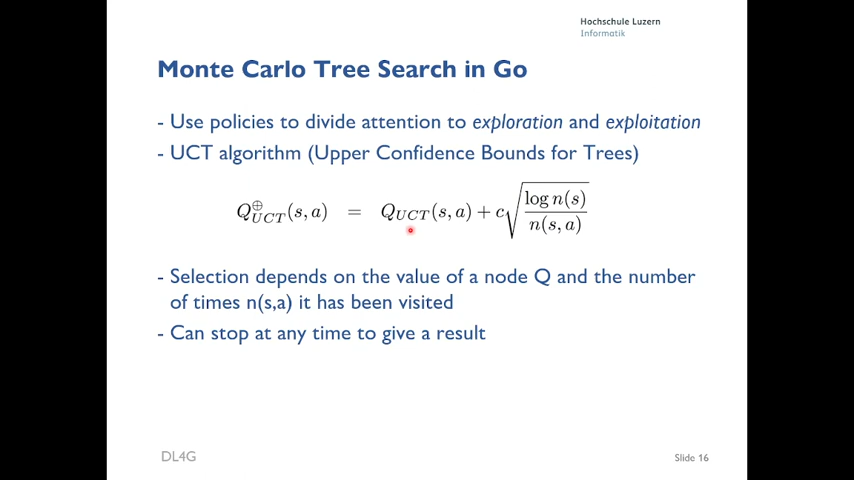 Hochschule Luzern
Informatik
Monte Carlo Tree Search in Go
- Use policies to divide attention to exploration and exploitation
- UCT algorithm (Upper Confidence Bounds for Trees)
Q⊕UCT(s, a) = QUCT(s, a) + c√(log n(s) / n(s, a))
- Selection depends on the value of a node Q and the number
of times n(s,a) it has been visited
- Can stop at any time to give a result
DL4G
Slide 16